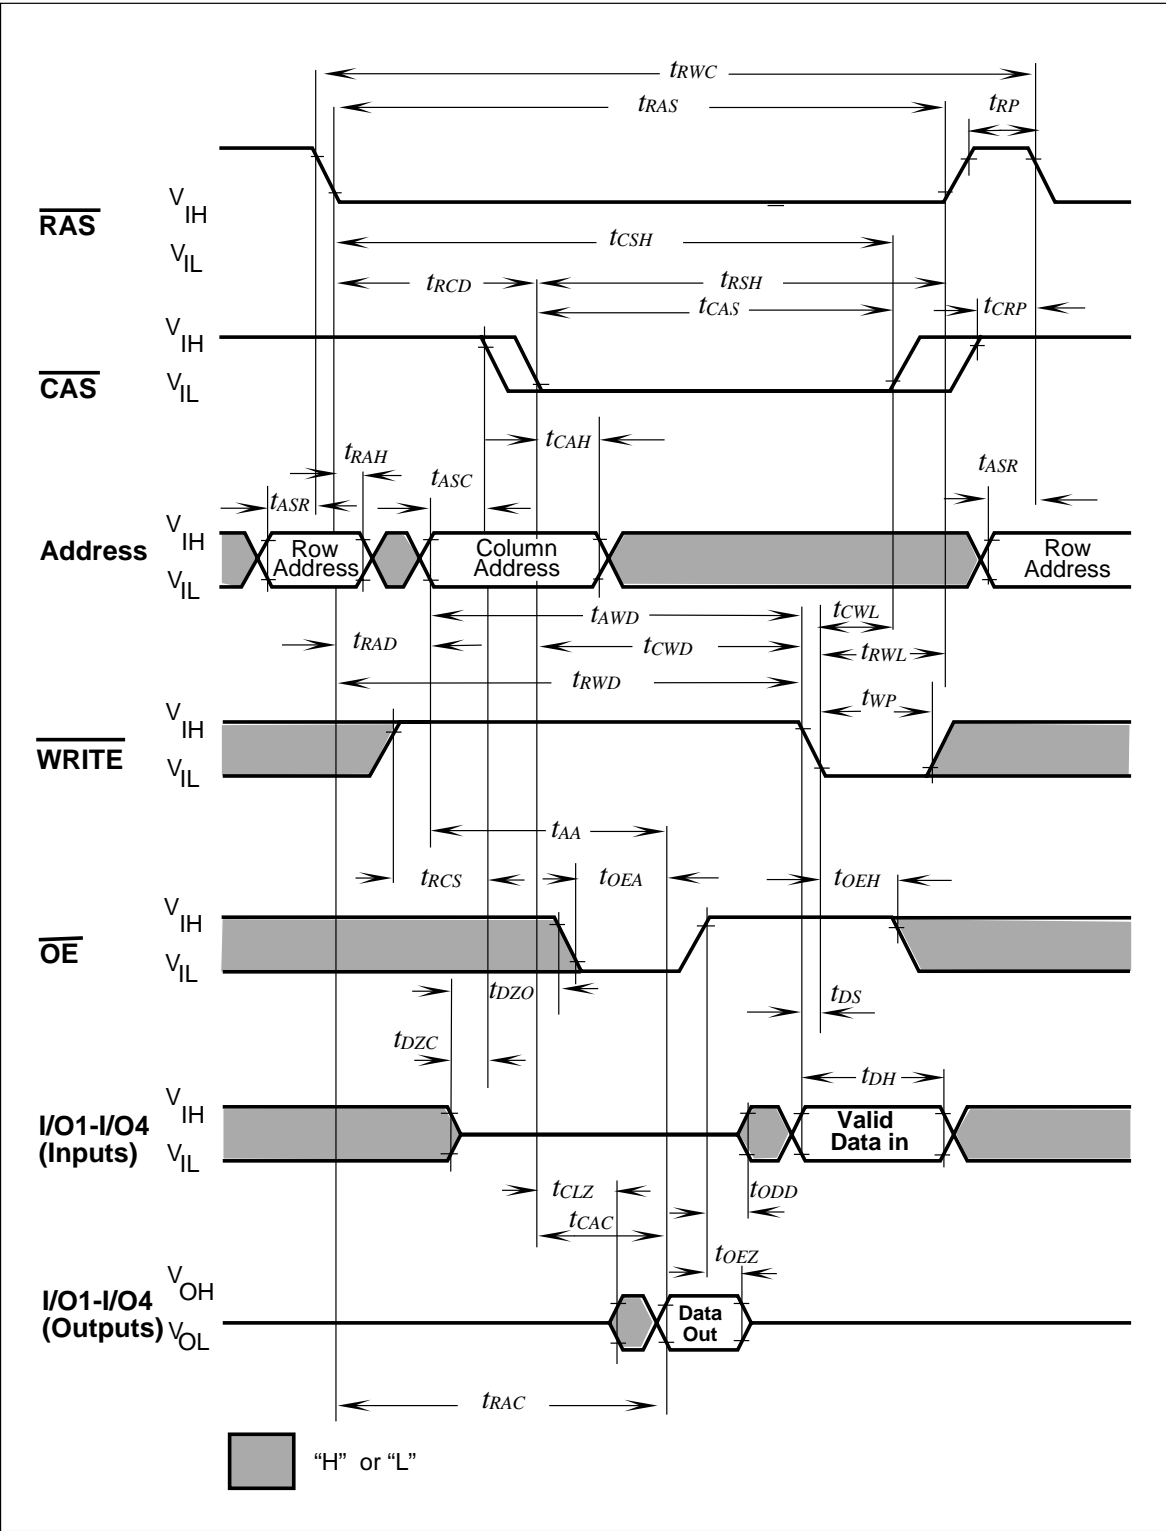 tRWC
tRAS
tRP
VIH
RAS
VIL
tCSH
tRCD
tRSH
tCAS
tCRP
VIH
CAS
VIL
tCAH
tRAH
tASC
tASR
tASR
VIH
Address
Row Address
Column Address
Row Address
VIL
tAWD
tCWL
tRAD
tCWD
tRWL
tRWD
tWP
VIH
WRITE
VIL
tAA
tRCS
tOEA
tOEH
VIH
OE
VIL
tDZO
tDS
tDZC
tDH
VIH
I/O1-I/O4
(Inputs)
Valid
Data in
VIL
tCLZ
tODD
tCAC
tOEZ
VOH
I/O1-I/O4
(Outputs)
VOL
Data
Out
tRAC
“H” or “L”